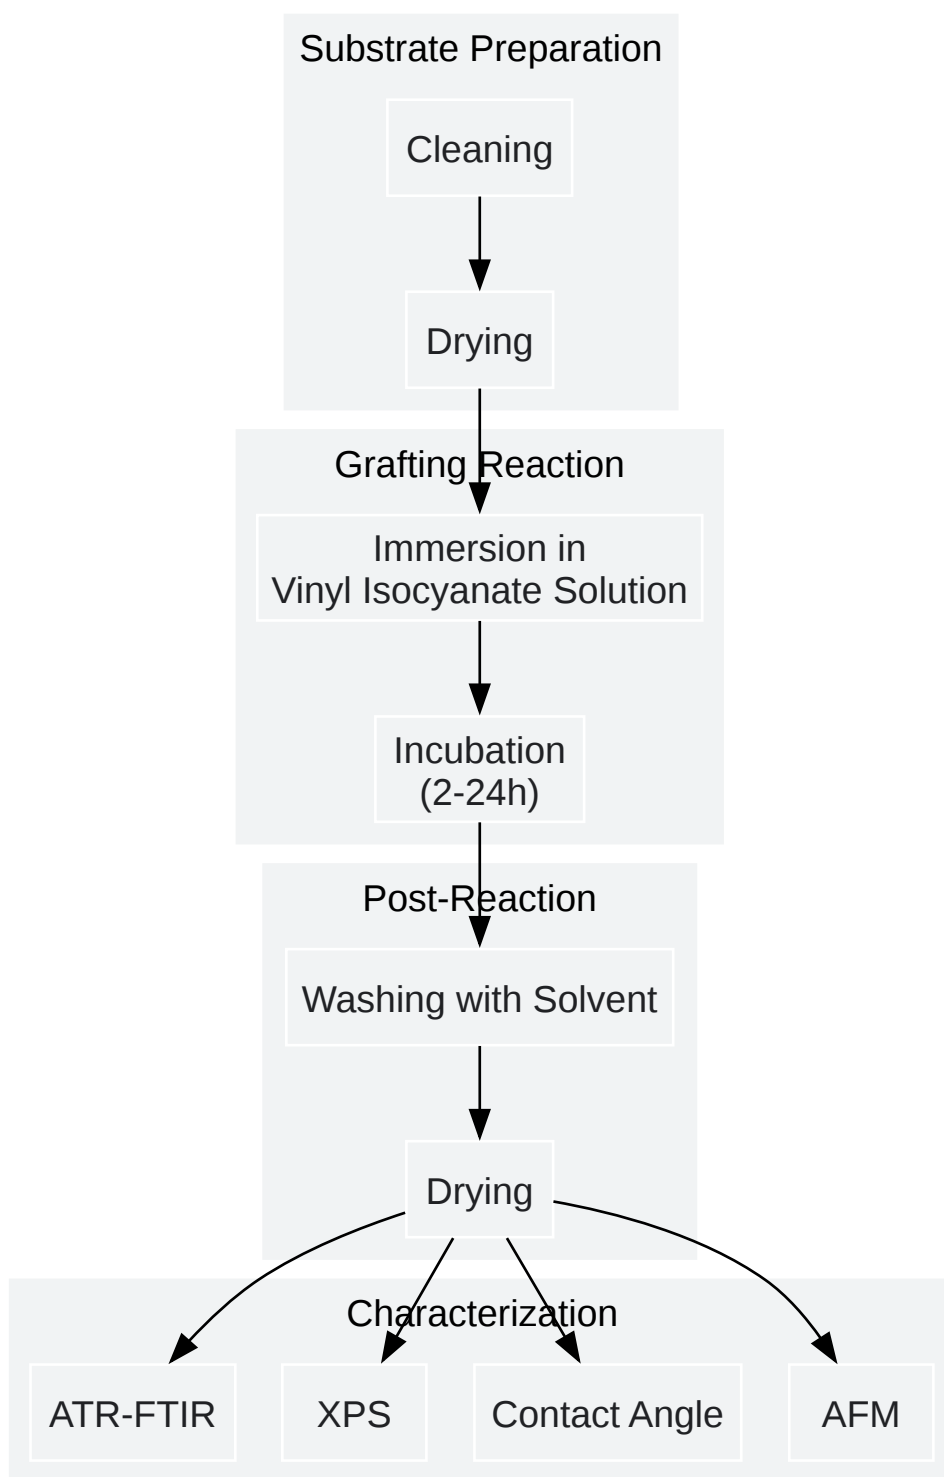 Substrate Preparation
Cleaning
Drying
Grafting Reaction
Immersion in
Vinyl Isocyanate Solution
Incubation
(2-24h)
Post-Reaction
Washing with Solvent
Drying
Characterization
ATR-FTIR
XPS
Contact Angle
AFM